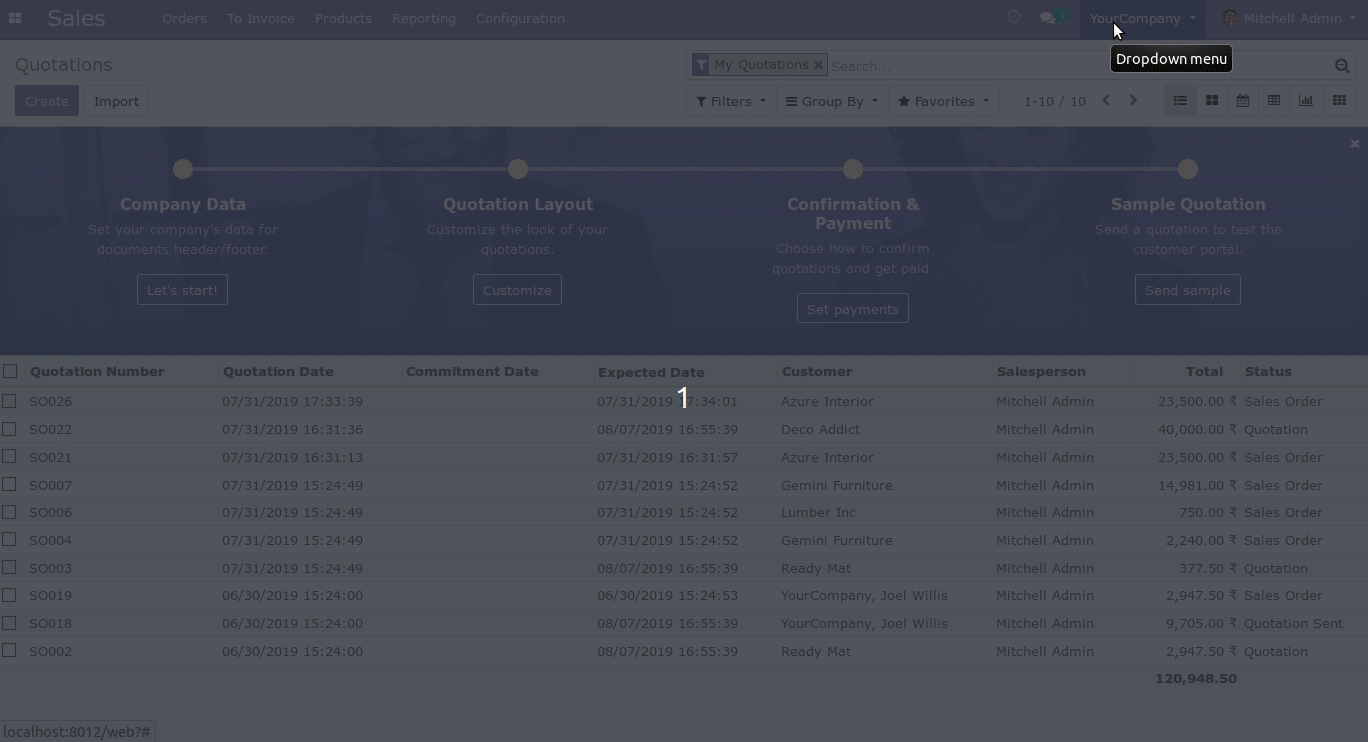 Sales Orders To Invoice Products Reporting Configuration YourCompany Mitchell Admin
Dropdown menu
Quotations My Quotations Search...
Create Import Filters Group By Favorites 1-10 / 10
Company Data Quotation Layout Confirmation & Payment Sample Quotation
Set your company's data for documents header/footer.
Customize the look of your quotations.
Choose how to confirm quotations and get paid.
Send a quotation to test the customer portal.
Let's start! Customize Set payments Send sample
Quotation Number Quotation Date Commitment Date Expected Date Customer Salesperson Total Status
1
SO026 07/31/2019 17:33:39 07/31/2019 17:34:01 Azure Interior Mitchell Admin 23,500.00 ₹ Sales Order
SO022 07/31/2019 16:31:36 08/07/2019 16:55:39 Deco Addict Mitchell Admin 40,000.00 ₹ Quotation
SO021 07/31/2019 16:31:13 07/31/2019 16:31:57 Azure Interior Mitchell Admin 23,500.00 ₹ Sales Order
SO007 07/31/2019 15:24:49 07/31/2019 15:24:52 Gemini Furniture Mitchell Admin 14,981.00 ₹ Sales Order
SO006 07/31/2019 15:24:49 07/31/2019 15:24:52 Lumber Inc Mitchell Admin 750.00 ₹ Sales Order
SO004 07/31/2019 15:24:49 07/31/2019 15:24:52 Gemini Furniture Mitchell Admin 2,240.00 ₹ Sales Order
SO003 07/31/2019 15:24:49 08/07/2019 16:55:39 Ready Mat Mitchell Admin 377.50 ₹ Quotation
SO019 06/30/2019 15:24:00 06/30/2019 15:24:53 YourCompany, Joel Willis Mitchell Admin 2,947.50 ₹ Sales Order
SO018 06/30/2019 15:24:00 08/07/2019 16:55:39 YourCompany, Joel Willis Mitchell Admin 9,705.00 ₹ Quotation Sent
SO002 06/30/2019 15:24:00 08/07/2019 16:55:39 Ready Mat Mitchell Admin 2,947.50 ₹ Quotation
120,948.50
localhost:8012/web?#